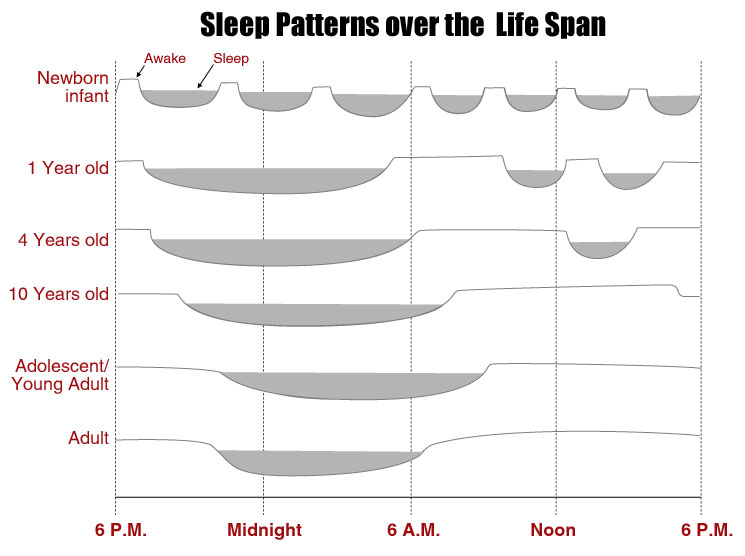 Sleep Patterns over the Life Span
Awake
Sleep
Newborn
infant
1 Year old
4 Years old
10 Years old
Adolescent/
Young Adult
Adult
6 P.M.
Midnight
6 A.M.
Noon
6 P.M.